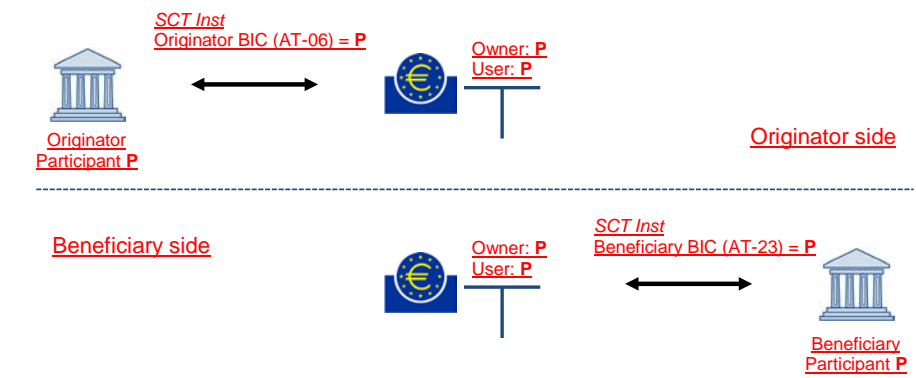 SCT Inst
Originator BIC (AT-06) = P
Owner: P
User: P
Originator
Participant P
Originator side
Beneficiary side
SCT Inst
Beneficiary BIC (AT-23) = P
Owner: P
User: P
Beneficiary
Participant P